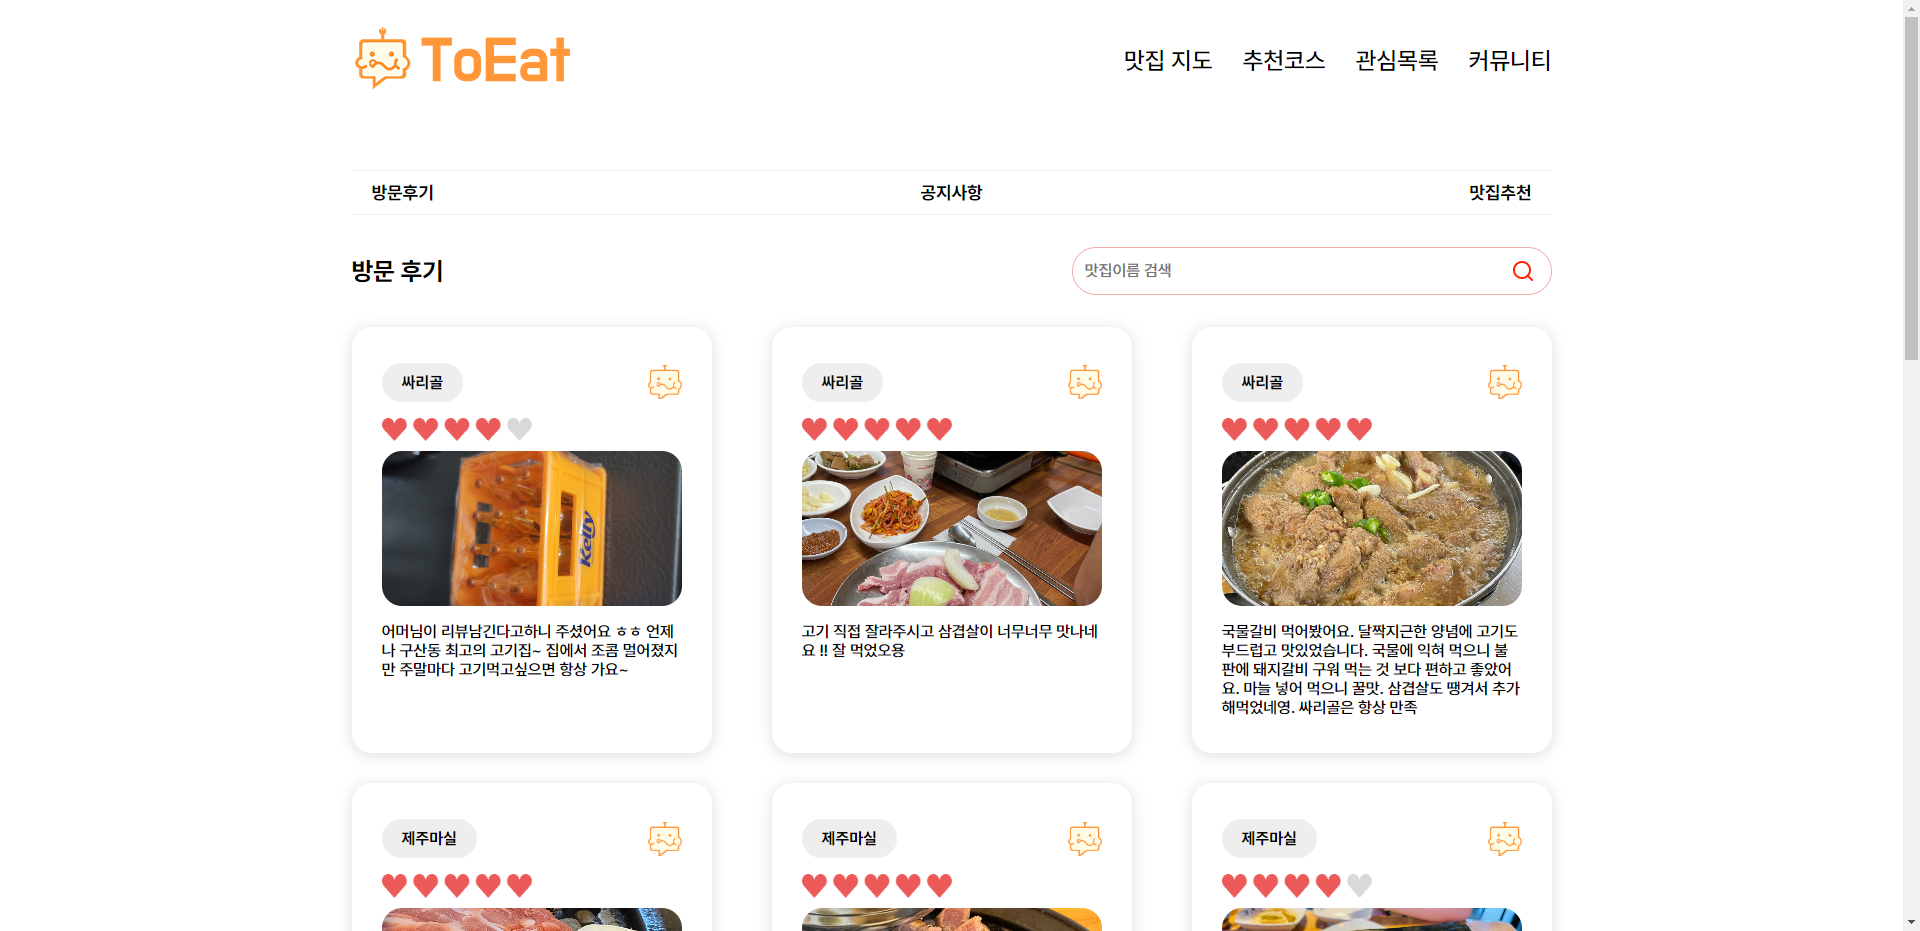 ToEat
맛집 지도 추천코스 관심목록 커뮤니티
방문후기 공지사항 맛집추천
방문 후기
맛집이름 검색
싸리골
Kelly
어머님이 리뷰남긴다고하니 주셨어요 ㅎㅎ 언제
나 구산동 최고의 고기집~ 집에서 조콤 멀어졌지
만 주말마다 고기먹고싶으면 항상 가요~
싸리골
고기 직접 잘라주시고 삼겹살이 너무너무 맛나네
요 !! 잘 먹었오용
싸리골
국물갈비 먹어봤어요. 달짝지근한 양념에 고기도
부드럽고 맛있었습니다. 국물에 익혀 먹으니 불
판에 돼지갈비 구워 먹는 것 보다 편하고 좋았어
요. 마늘 넣어 먹으니 꿀맛. 삼겹살도 땡겨서 추가
해먹었네영. 싸리골은 항상 만족
제주마실
제주마실
제주마실